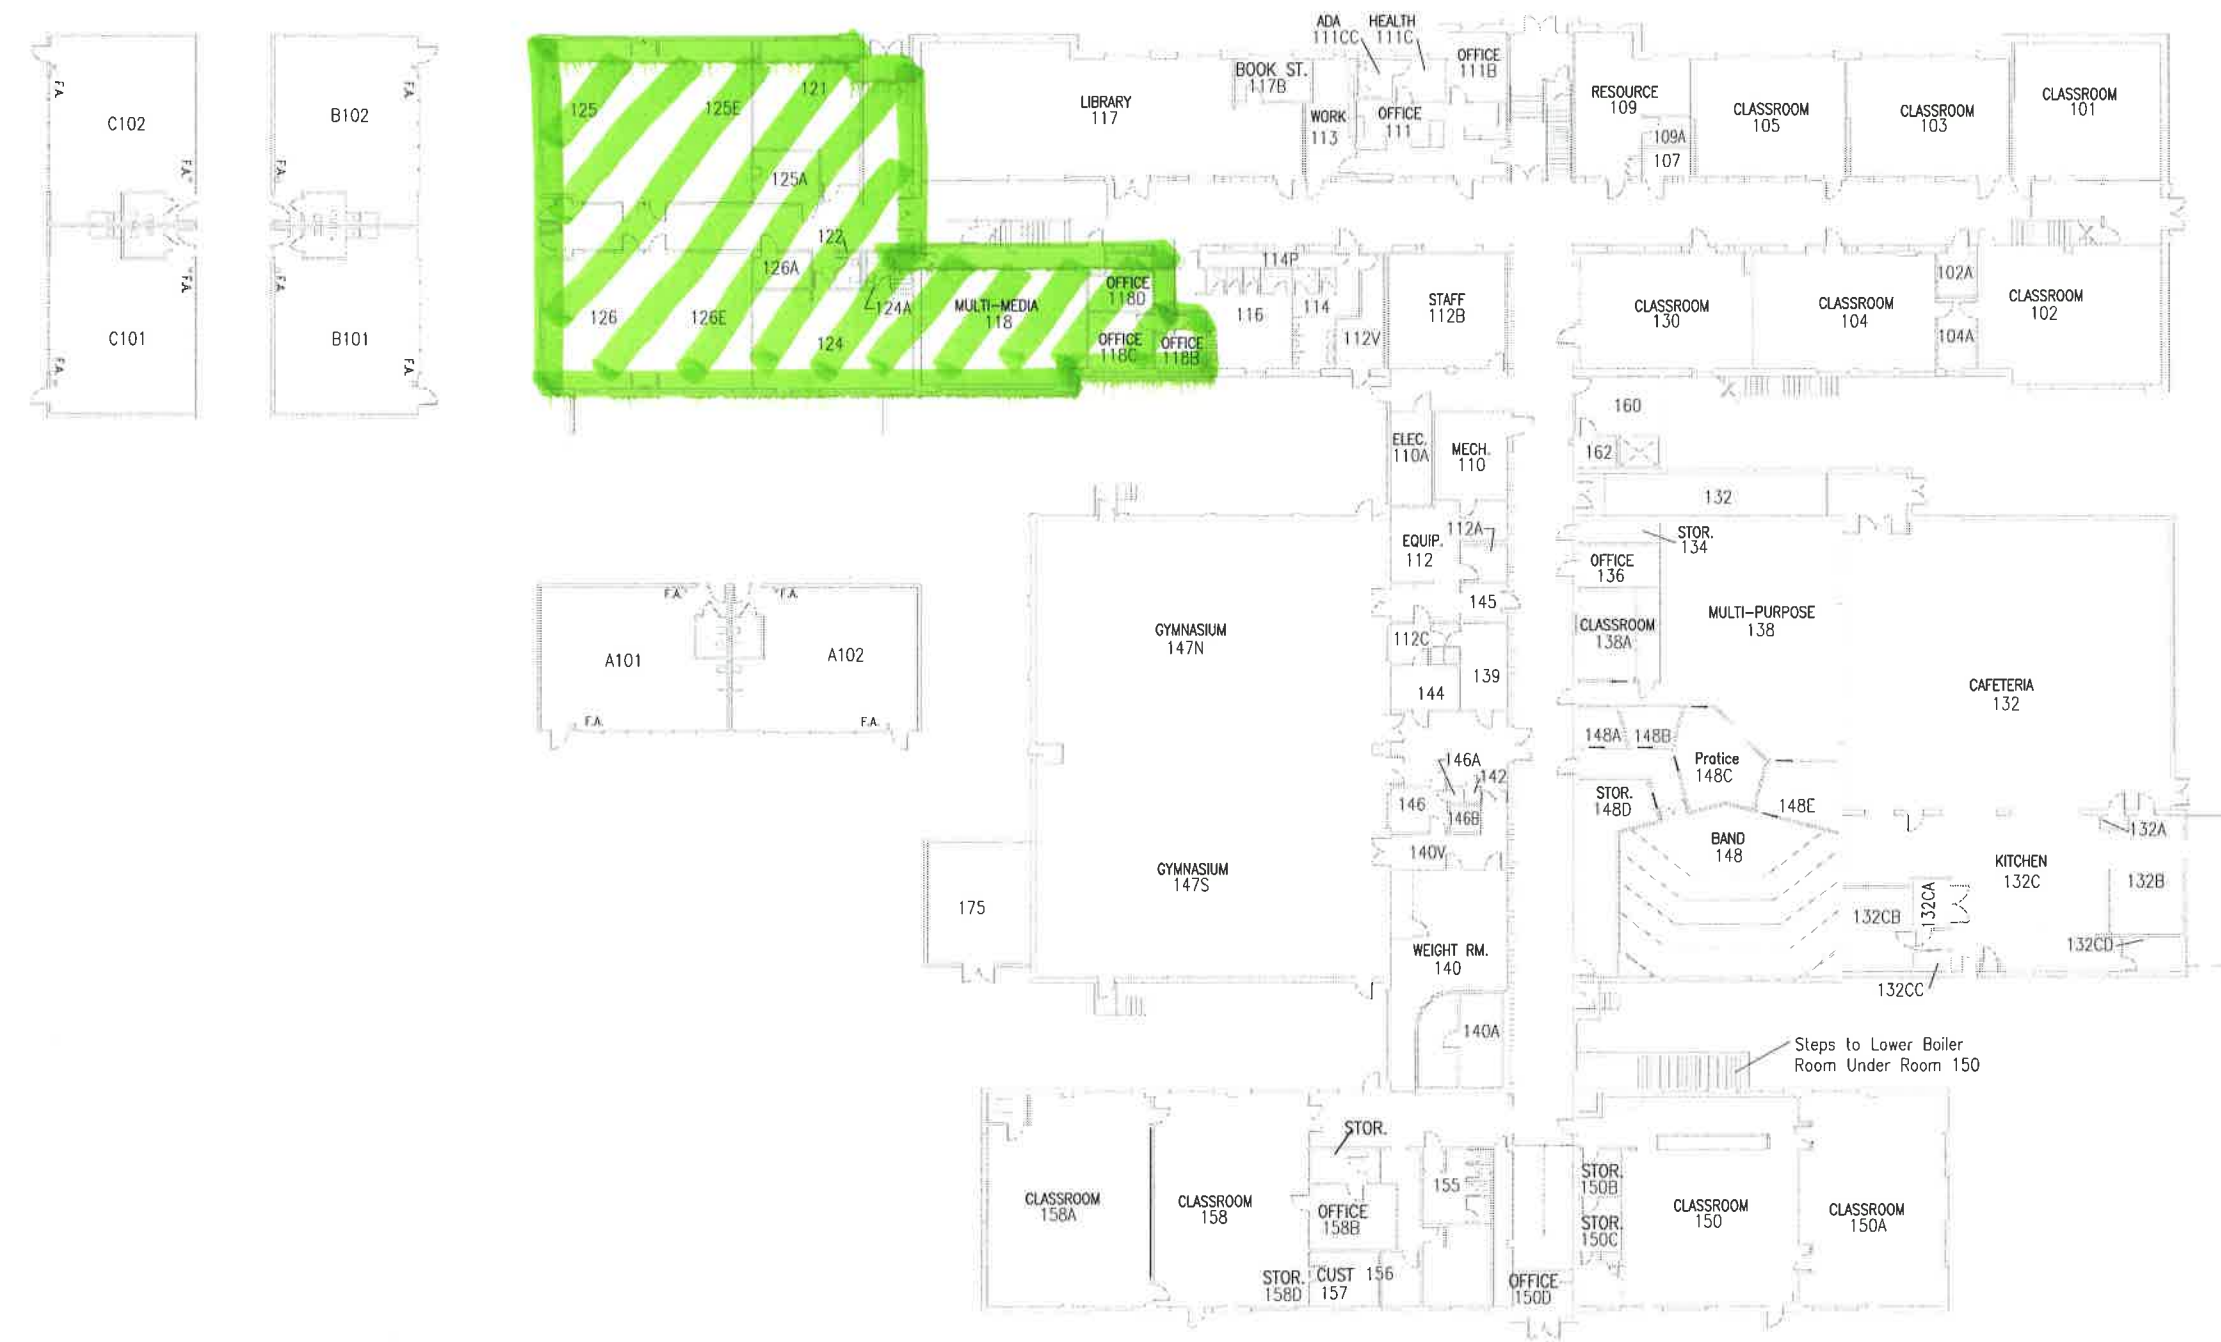 ADA
111CC
HEALTH
111C
OFFICE
111B
BOOK ST.
117B
LIBRARY
117
WORK
113
OFFICE
111
RESOURCE
109
109A
107
CLASSROOM
105
CLASSROOM
103
CLASSROOM
101
F.A.
C102
F.A.
F.A.
B102
F.A.
125
125E
121
125A
122
126A
126
126E
124
124A
MULTI-MEDIA
118
OFFICE
118D
OFFICE
118C
OFFICE
118B
114P
116
114
112V
STAFF
112B
CLASSROOM
130
CLASSROOM
104
102A
104A
CLASSROOM
102
F.A.
C101
F.A.
F.A.
B101
F.A.
160
162
ELEC.
110A
MECH.
110
132
112A
EQUIP.
112
STOR.
134
OFFICE
136
145
CLASSROOM
138A
MULTI-PURPOSE
138
F.A.
F.A.
A101
A102
F.A.
F.A.
GYMNASIUM
147N
112C
139
144
CAFETERIA
132
148A
148B
Pratice
148C
146A
142
146
146B
STOR.
148D
148E
140V
BAND
148
132A
KITCHEN
132C
132B
GYMNASIUM
147S
175
132CB
132CA
132CD
132CC
WEIGHT RM.
140
140A
Steps to Lower Boiler
Room Under Room 150
STOR.
CLASSROOM
158A
CLASSROOM
158
OFFICE
158B
155
STOR.
150B
STOR.
150C
CLASSROOM
150
CLASSROOM
150A
STOR.
158D
CUST
157
156
OFFICE
150D